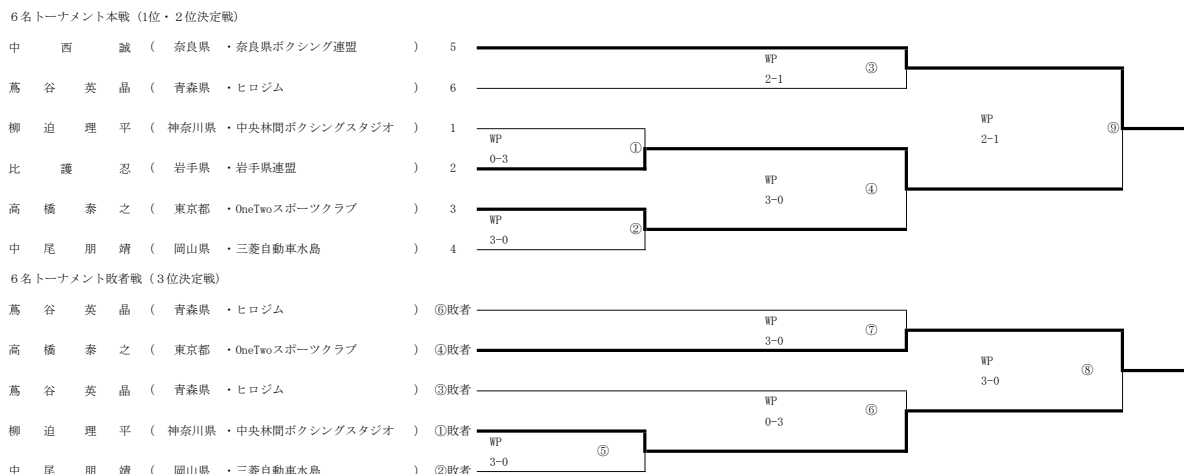 6名トーナメント本戦（1位・２位決定戦）
中西誠（奈良県・奈良県ボクシング連盟）5
WP ③
2-1
蔦谷英晶（青森県・ヒロジム）6
柳迫理平（神奈川県・中央林間ボクシングスタジオ）1
WP ⑨
2-1
WP ①
0-3
比護忍（岩手県・岩手県連盟）2
WP ④
3-0
高橋泰之（東京都・OneTwoスポーツクラブ）3
WP ②
3-0
中尾朋靖（岡山県・三菱自動車水島）4
6名トーナメント敗者戦（３位決定戦）
蔦谷英晶（青森県・ヒロジム）⑥敗者
WP ⑦
3-0
高橋泰之（東京都・OneTwoスポーツクラブ）④敗者
WP ⑧
3-0
蔦谷英晶（青森県・ヒロジム）③敗者
WP ⑥
0-3
柳迫理平（神奈川県・中央林間ボクシングスタジオ）①敗者
WP ⑤
3-0
中尾朋靖（岡山県・三菱自動車水島）②敗者